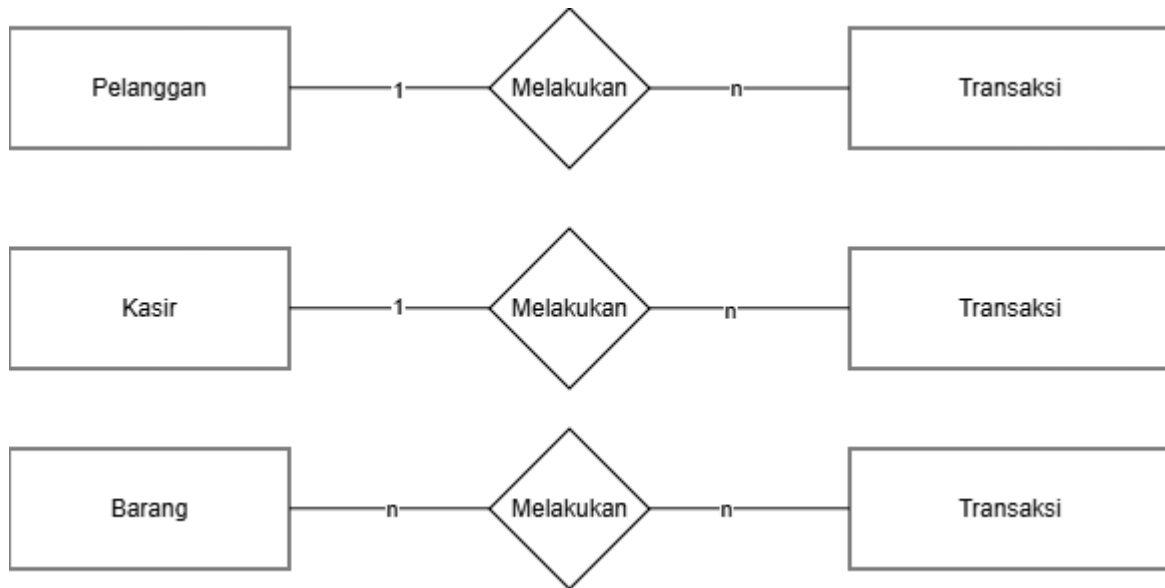 Pelanggan 1 Melakukan n Transaksi
Kasir 1 Melakukan n Transaksi
Barang n Melakukan n Transaksi